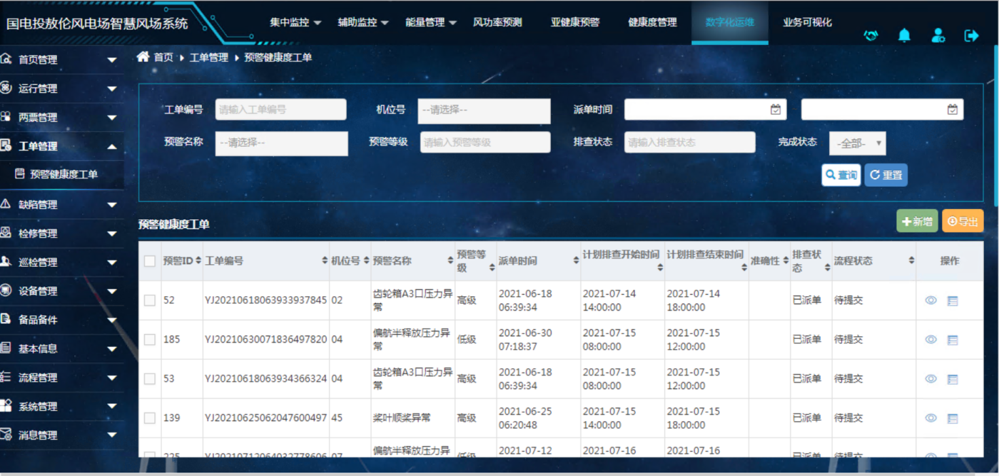 国电投敖伦风电场智慧风场系统
集中监控 辅助监控 能量管理 风功率预测 亚健康预警 健康度管理 数字化运维 业务可视化
首页管理
运行管理
两票管理
工单管理
预警健康度工单
缺陷管理
检修管理
巡检管理
设备管理
备品备件
基本信息
流程管理
系统管理
消息管理
首页 工单管理 预警健康度工单
工单编号 请输入工单编号 机位号 --请选择-- 派单时间
预警名称 --请选择-- 预警等级 请输入预警等级 排查状态 请输入排查状态 完成状态 -全部-
查询 重置
预警健康度工单 新增 导出
预警ID 工单编号 机位号 预警名称 预警等级 派单时间 计划排查开始时间 计划排查结束时间 准确性 排查状态 流程状态 操作
52 YJ20210618063933937845 02 齿轮箱A3口压力异常 高级 2021-06-18 06:39:34 2021-07-14 14:00:00 2021-07-14 18:00:00 已派单 待提交
185 YJ20210630071836497820 04 偏航半释放压力异常 低级 2021-06-30 07:18:37 2021-07-15 08:00:00 2021-07-15 12:00:00 已派单 待提交
53 YJ20210618063934366324 04 齿轮箱A3口压力异常 高级 2021-06-18 06:39:34 2021-07-15 08:00:00 2021-07-15 12:00:00 已派单 待提交
139 YJ20210625062047600497 45 桨叶顺桨异常 高级 2021-06-25 06:20:48 2021-07-15 14:00:00 2021-07-15 18:00:00 已派单 待提交
225 YJ20210712064032778606 07 偏航半释放压力异 低级 2021-07-12 2021-07-16 2021-07-16 已派单 待提交